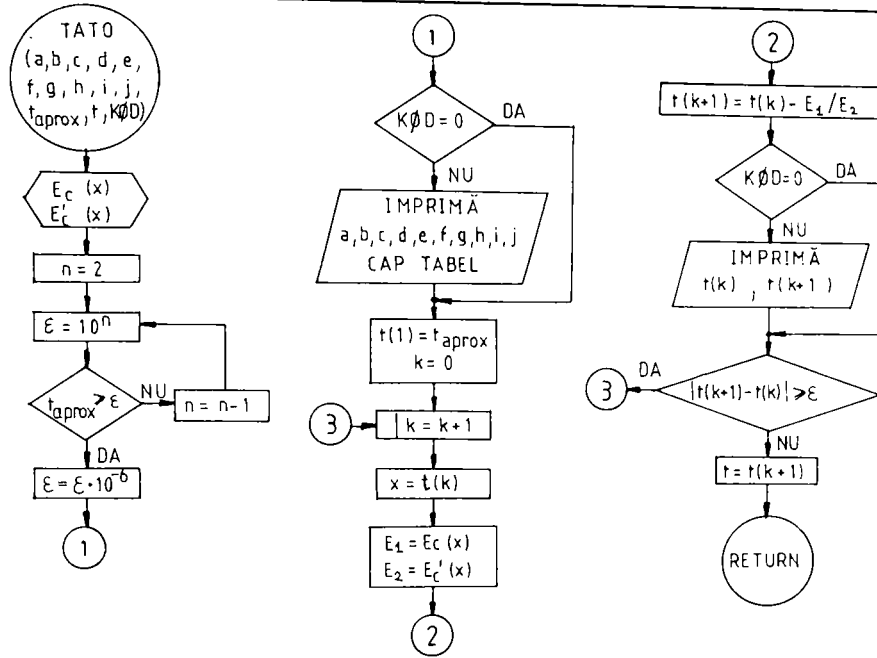 TATO
(a,b,c,d,e,
f,g,h,i,j,
taprox,t,KØD)
Ec (x)
E'c (x)
n = 2
ε = 10ⁿ
taprox > ε
NU
n = n-1
DA
ε = ε·10⁻⁶
1
1
KØD = 0
DA
NU
IMPRIMĂ
a,b,c,d,e,f,g,h,i,j
CAP TABEL
t(1) = taprox
k = 0
3
k = k+1
x = t(k)
E₁ = Ec (x)
E₂ = Ec'(x)
2
2
t(k+1) = t(k) - E₁/E₂
KØD=0
DA
NU
IMPRIMĂ
t(k) , t(k+1)
3
DA
|t(k+1)-t(k)| > ε
NU
t = t(k+1)
RETURN